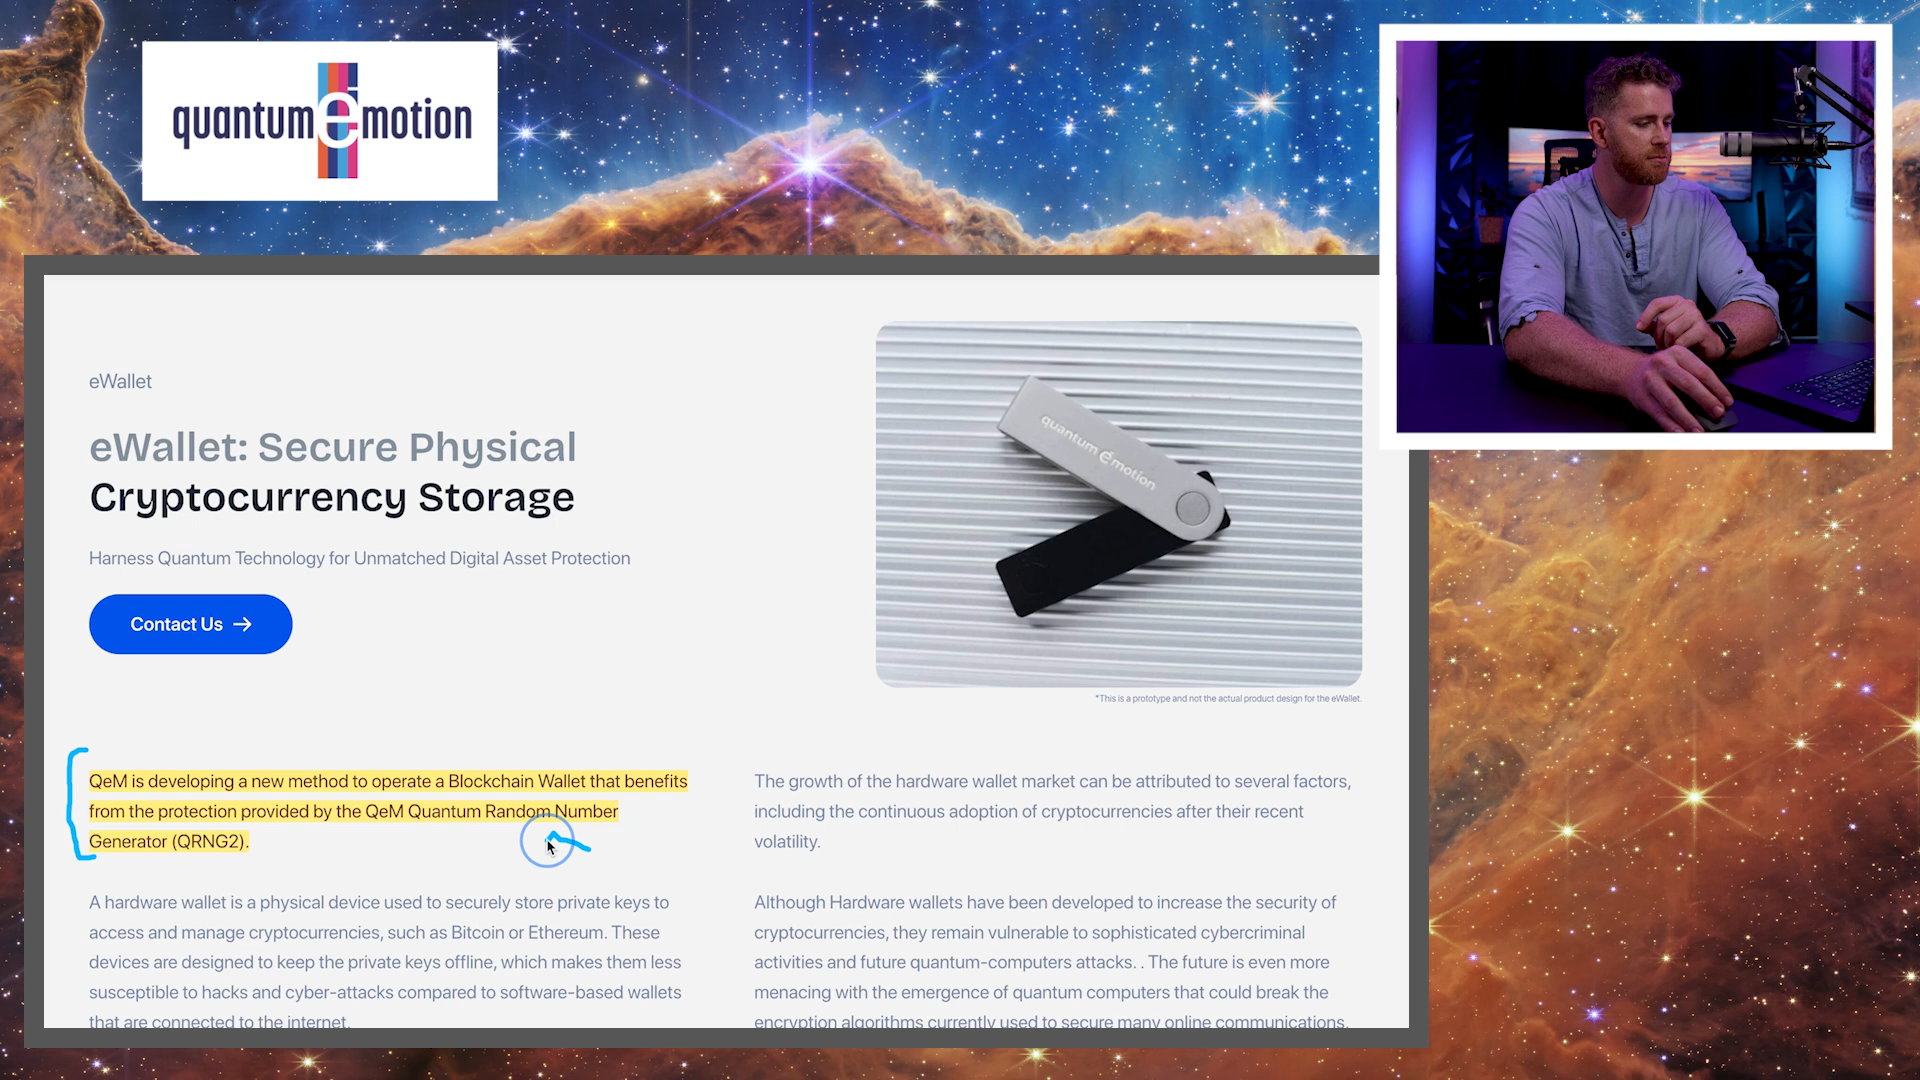 quantum émotion
eWallet
eWallet: Secure Physical
Cryptocurrency Storage
Harness Quantum Technology for Unmatched Digital Asset Protection
Contact Us
quantum émotion
*This is a prototype and not the actual product design for the eWallet.
QeM is developing a new method to operate a Blockchain Wallet that benefits
from the protection provided by the QeM Quantum Random Number
Generator (QRNG2).
A hardware wallet is a physical device used to securely store private keys to
access and manage cryptocurrencies, such as Bitcoin or Ethereum. These
devices are designed to keep the private keys offline, which makes them less
susceptible to hacks and cyber-attacks compared to software-based wallets
that are connected to the internet.
The growth of the hardware wallet market can be attributed to several factors,
including the continuous adoption of cryptocurrencies after their recent
volatility.
Although Hardware wallets have been developed to increase the security of
cryptocurrencies, they remain vulnerable to sophisticated cybercriminal
activities and future quantum-computers attacks. . The future is even more
menacing with the emergence of quantum computers that could break the
encryption algorithms currently used to secure many online communications.